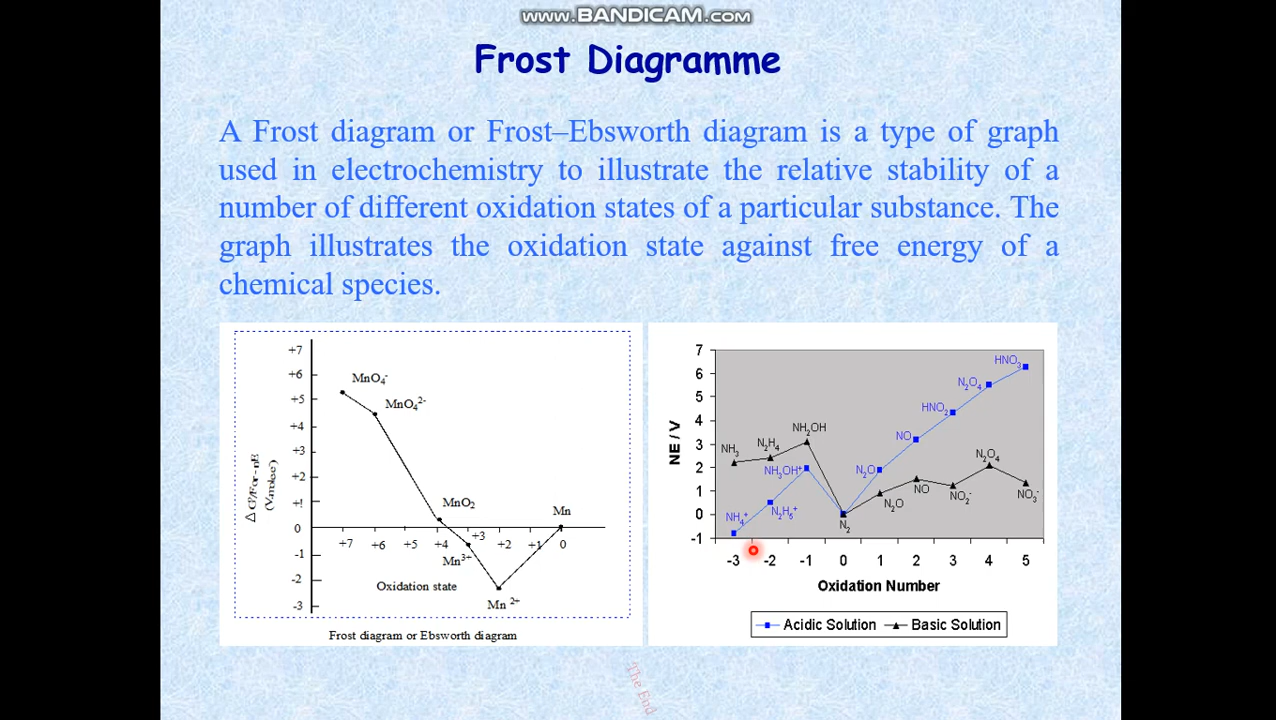 www.BANDICAM.com
Frost Diagramme
A Frost diagram or Frost–Ebsworth diagram is a type of graph
used in electrochemistry to illustrate the relative stability of a
number of different oxidation states of a particular substance. The
graph illustrates the oxidation state against free energy of a
chemical species.
+7
+6
+5
+4
+3
+2
+1
0
-1
-2
-3
MnO₄⁻
MnO₄²⁻
MnO₂
Mn
+7 +6 +5 +4 +3 +2 +1 0
Mn³⁺
Mn ²⁺
Oxidation state
Frost diagram or Ebsworth diagram
NE / V
7
6
5
4
3
2
1
0
-1
HNO₃
N₂O₄
HNO₂
NO
N₂O
NH₂OH
NH₃
N₂H₄
NH₃OH⁺
NH₄⁺
N₂H₅⁺
N₂
N₂O
NO
NO₂⁻
N₂O₄
NO₃⁻
-3 -2 -1 0 1 2 3 4 5
Oxidation Number
Acidic Solution Basic Solution
The End